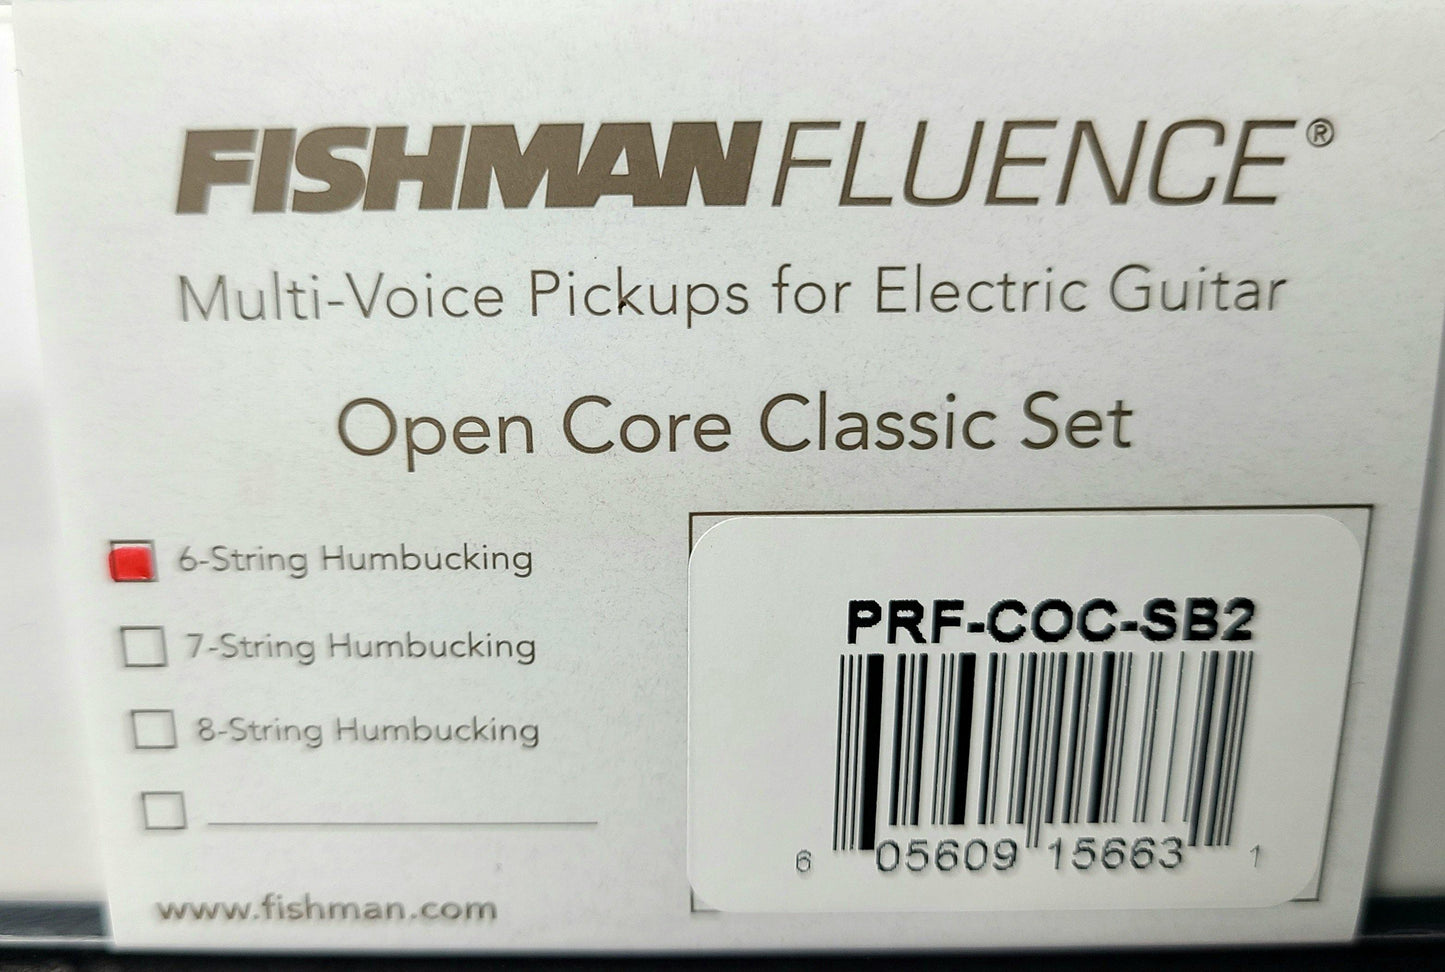 FISHMAN FLUENCE®
Multi-Voice Pickups for Electric Guitar
Open Core Classic Set
6-String Humbucking
7-String Humbucking
8-String Humbucking
www.fishman.com
PRF-COC-SB2
6 05609 15663 1